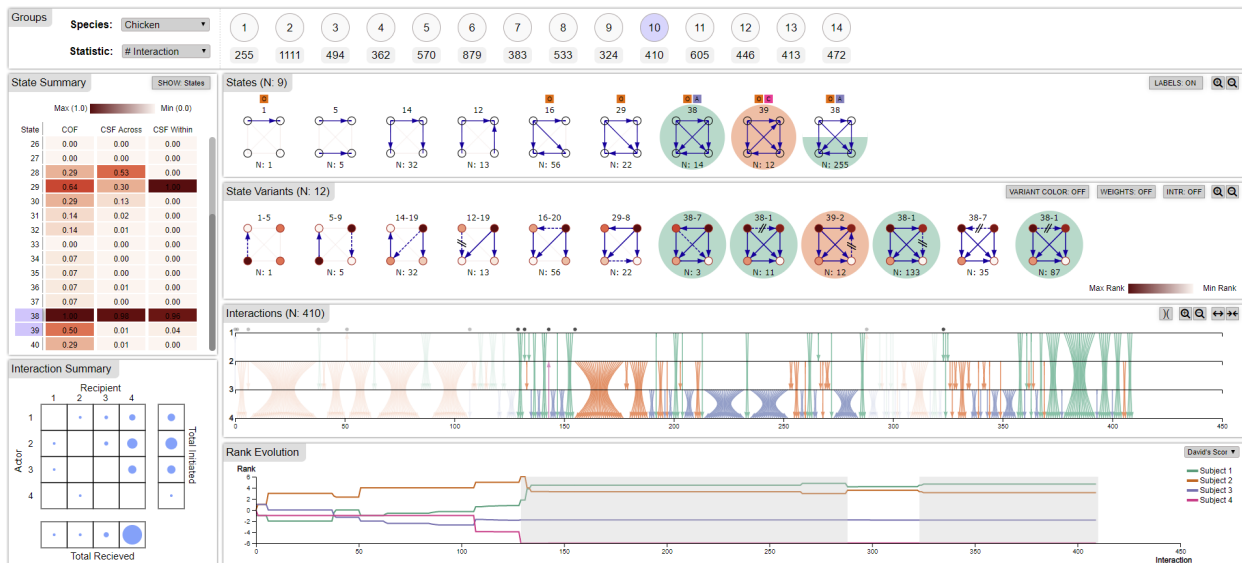 Groups
Species: Chicken
Statistic: # Interaction
1 2 3 4 5 6 7 8 9 10 11 12 13 14
255 1111 494 362 570 879 383 533 324 410 605 446 413 472
State Summary
SHOW: States
Max (1.0) Min (0.0)
State COF CSF Across CSF Within
26 0.00 0.00 0.00
27 0.00 0.00 0.00
28 0.29 0.53 0.00
29 0.64 0.30
30 0.29 0.13 0.00
31 0.14 0.02 0.00
32 0.14 0.01 0.00
33 0.00 0.00 0.00
34 0.07 0.00 0.00
35 0.07 0.00 0.00
36 0.07 0.01 0.00
37 0.07 0.00 0.00
38
39 0.50 0.01 0.04
40 0.29 0.01 0.00
Interaction Summary
Recipient
1 2 3 4
Actor
1
2
3
4
Total Initiated
Total Recieved
States (N: 9)
LABELS: ON
O O O O A O C O A
1 5 14 12 16 29 38 39 38
N: 1 N: 5 N: 32 N: 13 N: 56 N: 22 N: 14 N: 12 N: 255
State Variants (N: 12)
VARIANT COLOR: OFF WEIGHTS: OFF INTR: OFF
1-5 5-9 14-19 12-19 16-20 29-8 38-7 38-1 39-2 38-1 38-7 38-1
N: 1 N: 5 N: 32 N: 13 N: 56 N: 22 N: 3 N: 11 N: 12 N: 133 N: 35 N: 87
Max Rank Min Rank
Interactions (N: 410)
1
2
3
4
0 50 100 150 200 250 300 350 400 450
Rank Evolution
David's Scor
Rank
6
4
2
0
-2
-4
-6
0 50 100 150 200 250 300 350 400 450
Interaction
Subject 1
Subject 2
Subject 3
Subject 4